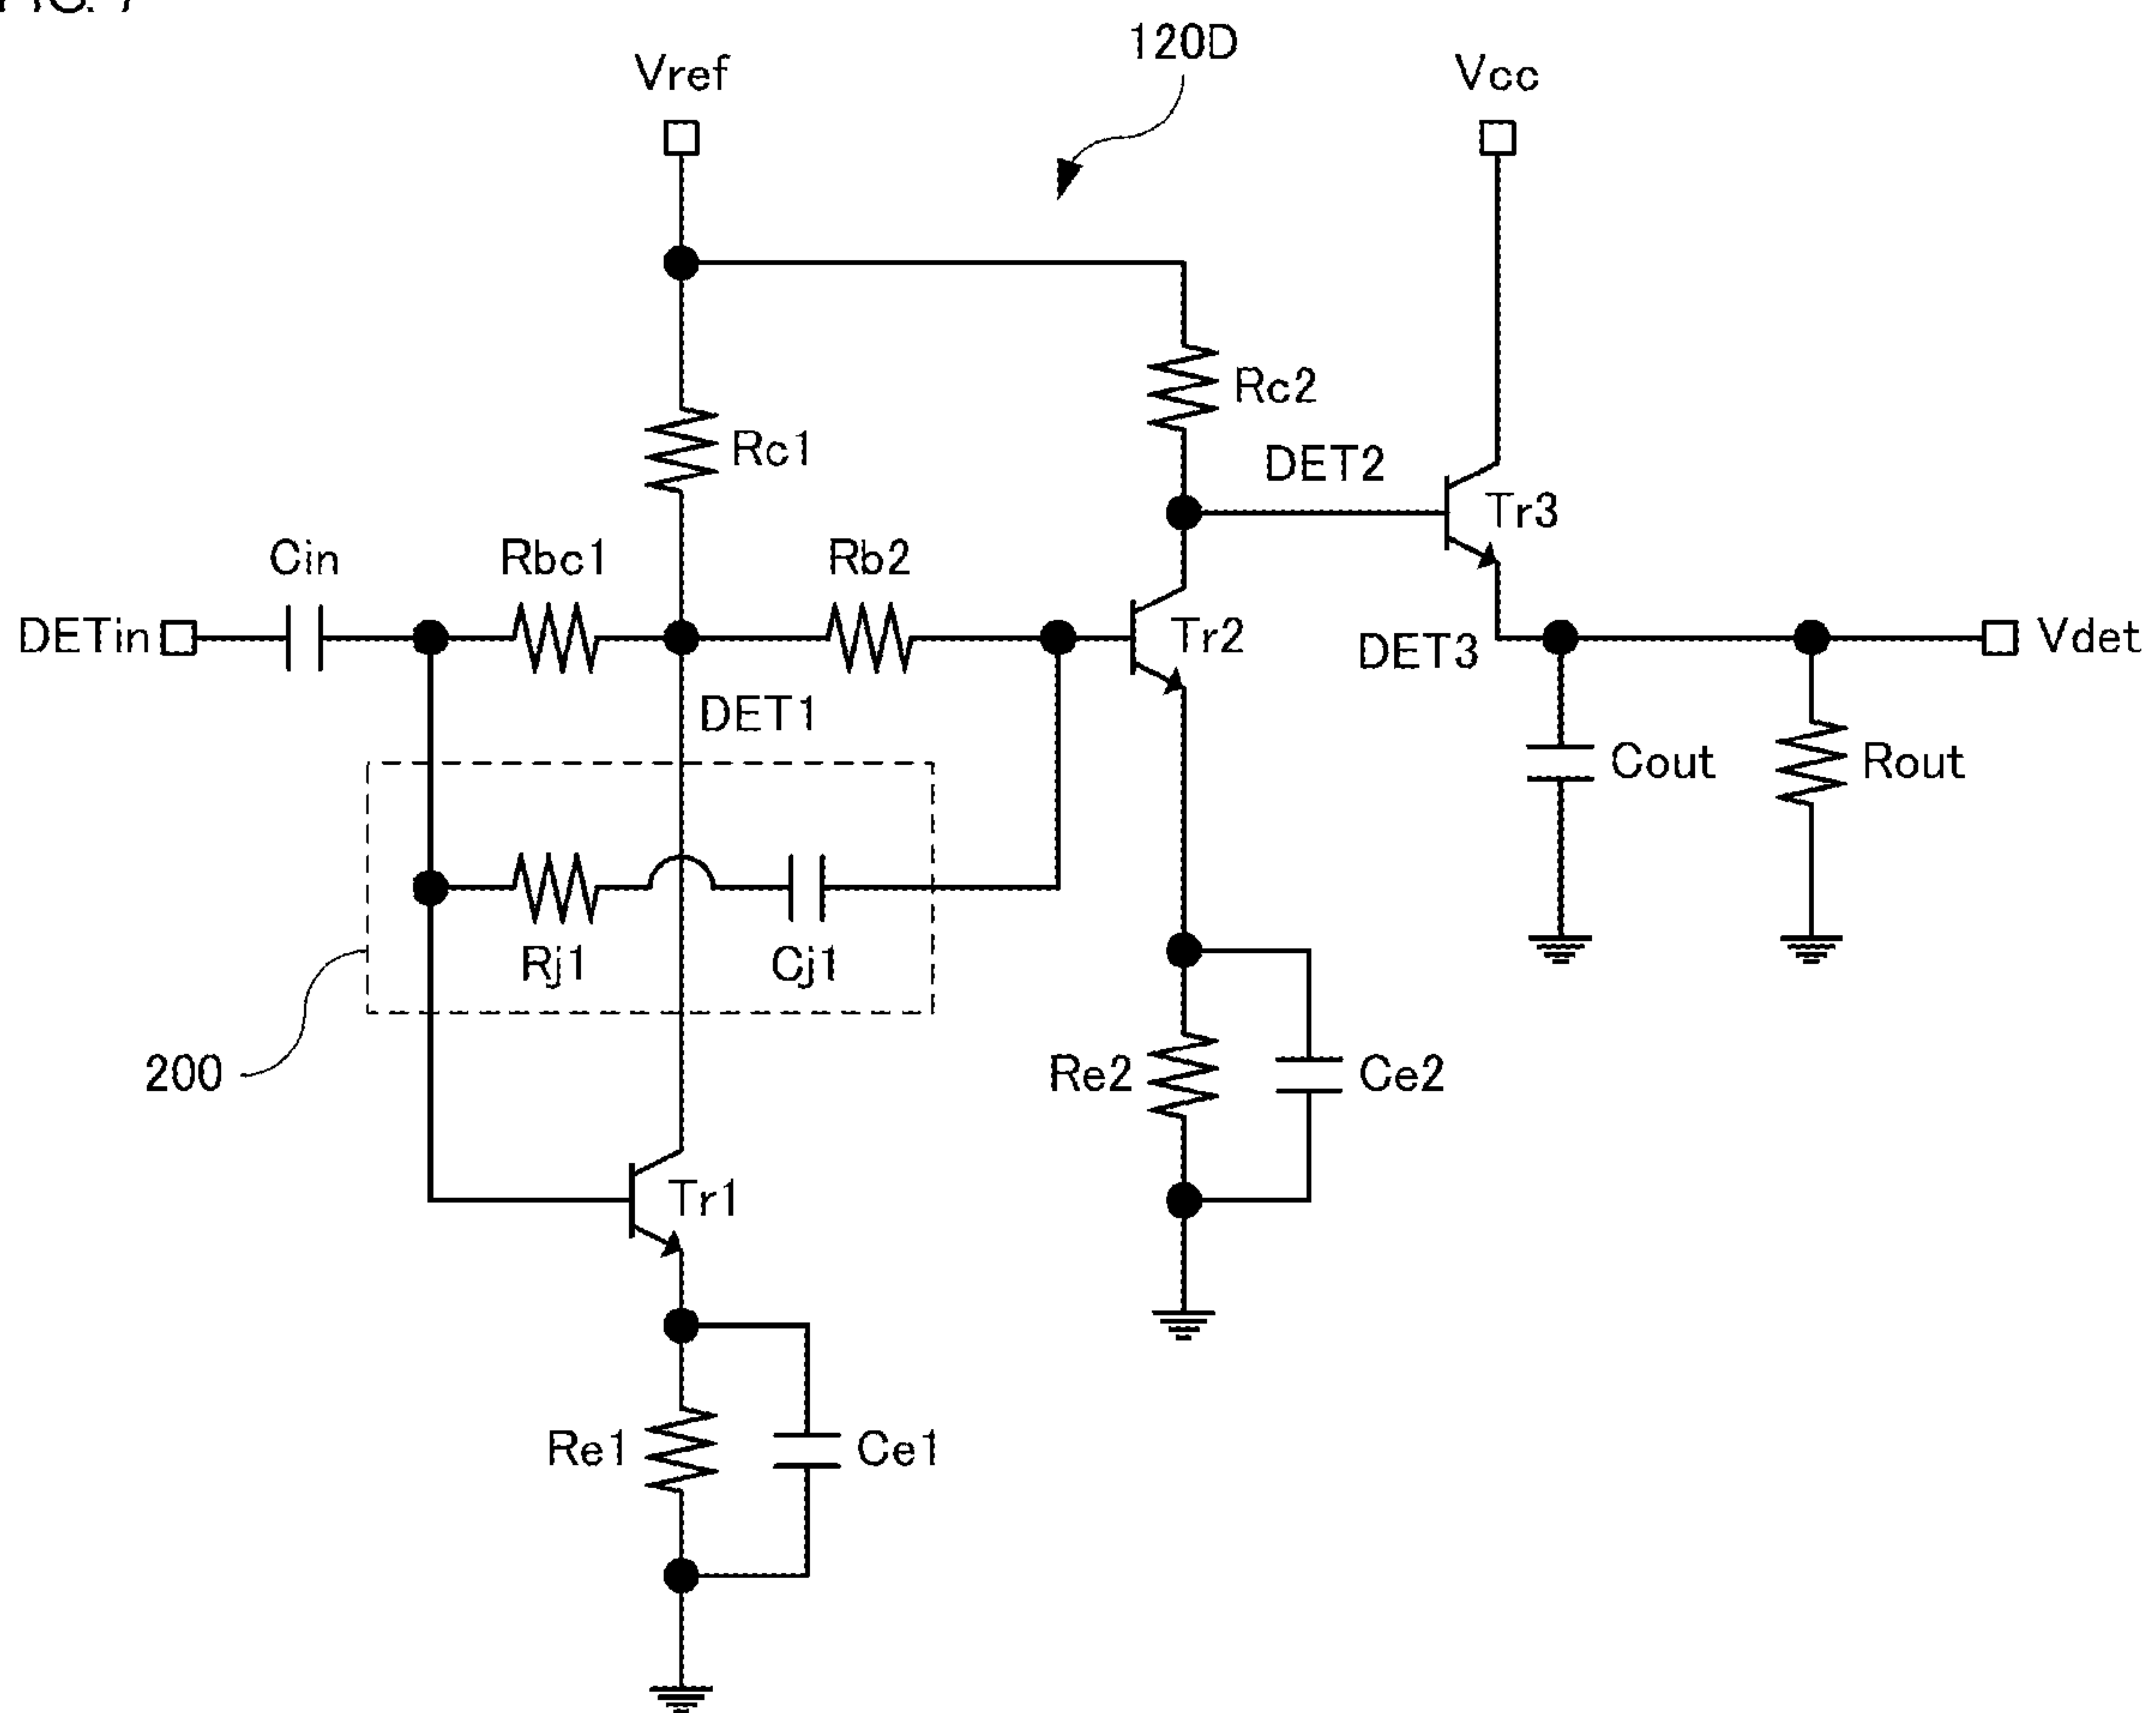 120D
Vref
Vcc
Rc1
Rc2
DET2
Tr3
Cin
Rbc1
Rb2
DETin
Tr2
DET3
Vdet
DET1
Cout
Rout
Rj1
Cj1
200
Re2
Ce2
Tr1
Re1
Ce1